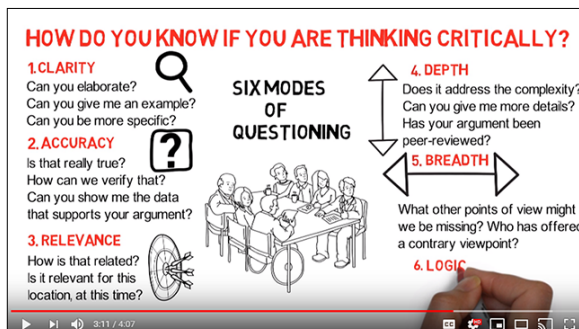 HOW DO YOU KNOW IF YOU ARE THINKING CRITICALLY?
1. CLARITY
Can you elaborate?
Can you give me an example?
Can you be more specific?
2. ACCURACY
Is that really true?
How can we verify that?
Can you show me the data
that supports your argument?
3. RELEVANCE
How is that related?
Is it relevant for this
location, at this time?
SIX MODES
OF
QUESTIONING
4. DEPTH
Does it address the complexity?
Can you give me more details?
Has your argument been
peer-reviewed?
5. BREADTH
What other points of view might
we be missing? Who has offered
a contrary viewpoint?
6. LOGIC
3:11 / 4:07
CC